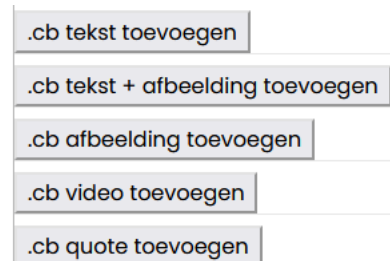 .cb tekst toevoegen
.cb tekst + afbeelding toevoegen
.cb afbeelding toevoegen
.cb video toevoegen
.cb quote toevoegen